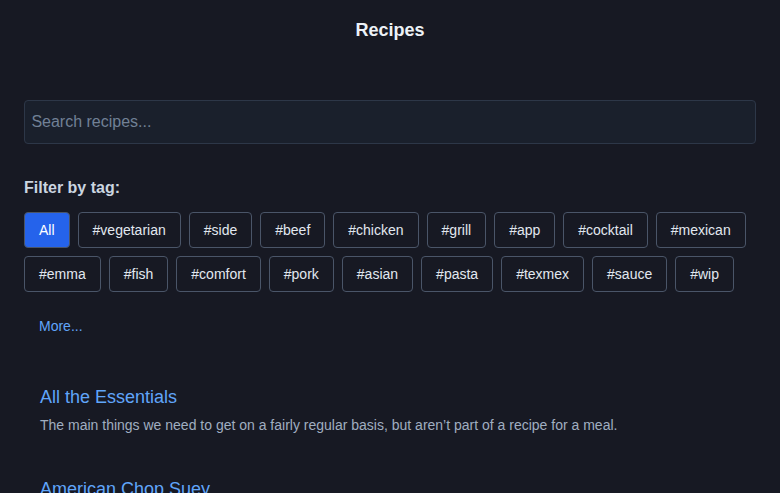 Recipes
Search recipes...
Filter by tag:
All #vegetarian #side #beef #chicken #grill #app #cocktail #mexican
#emma #fish #comfort #pork #asian #pasta #texmex #sauce #wip
More...
All the Essentials
The main things we need to get on a fairly regular basis, but aren’t part of a recipe for a meal.
American Chop Suey